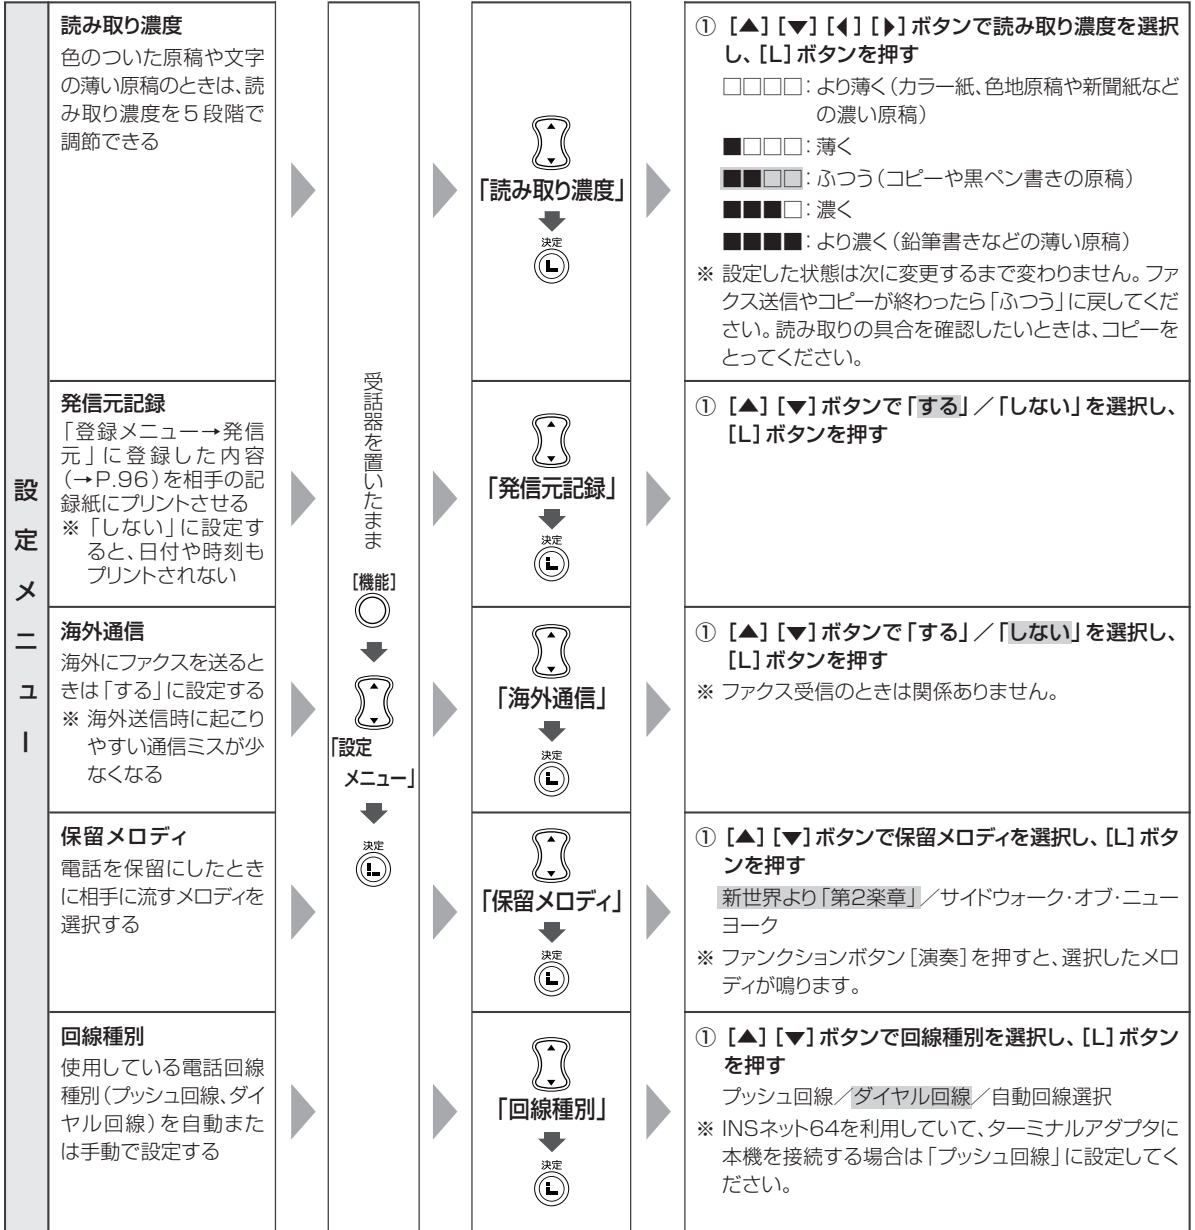 設定メニュー
読み取り濃度
色のついた原稿や文字
の薄い原稿のときは、読
み取り濃度を5段階で
調節できる
受話器を置いたまま
[機能]
「設定
メニュー」
決定
L
「読み取り濃度」
決定
L
① [▲] [▼] [◀] [▶] ボタンで読み取り濃度を選択
し、[L] ボタンを押す
□□□□：より薄く（カラー紙、色地原稿や新聞紙など
の濃い原稿）
■□□□：薄く
■■□□：ふつう（コピーや黒ペン書きの原稿）
■■■□：濃く
■■■■：より濃く（鉛筆書きなどの薄い原稿）
※ 設定した状態は次に変更するまで変わりません。ファ
クス送信やコピーが終わったら「ふつう」に戻してくだ
さい。読み取りの具合を確認したいときは、コピーを
とってください。
発信元記録
「登録メニュー→発信
元」に登録した内容
（→P.96）を相手の記
録紙にプリントさせる
※「しない」に設定す
ると、日付や時刻も
プリントされない
「発信元記録」
決定
L
① [▲] [▼] ボタンで「する」／「しない」を選択し、
[L] ボタンを押す
海外通信
海外にファクスを送ると
きは「する」に設定する
※ 海外送信時に起こり
やすい通信ミスが少
なくなる
「海外通信」
決定
L
① [▲] [▼] ボタンで「する」／「しない」を選択し、
[L] ボタンを押す
※ ファクス受信のときは関係ありません。
保留メロディ
電話を保留にしたとき
に相手に流すメロディを
選択する
「保留メロディ」
決定
L
① [▲] [▼] ボタンで保留メロディを選択し、[L] ボタ
ンを押す
新世界より「第2楽章」／サイドウォーク・オブ・ニュー
ヨーク
※ ファンクションボタン [演奏] を押すと、選択したメロ
ディが鳴ります。
回線種別
使用している電話回線
種別（プッシュ回線、ダイ
ヤル回線）を自動また
は手動で設定する
「回線種別」
決定
L
① [▲] [▼] ボタンで回線種別を選択し、[L] ボタン
を押す
プッシュ回線／ダイヤル回線／自動回線選択
※ INSネット64を利用していて、ターミナルアダプタに
本機を接続する場合は「プッシュ回線」に設定してく
ださい。